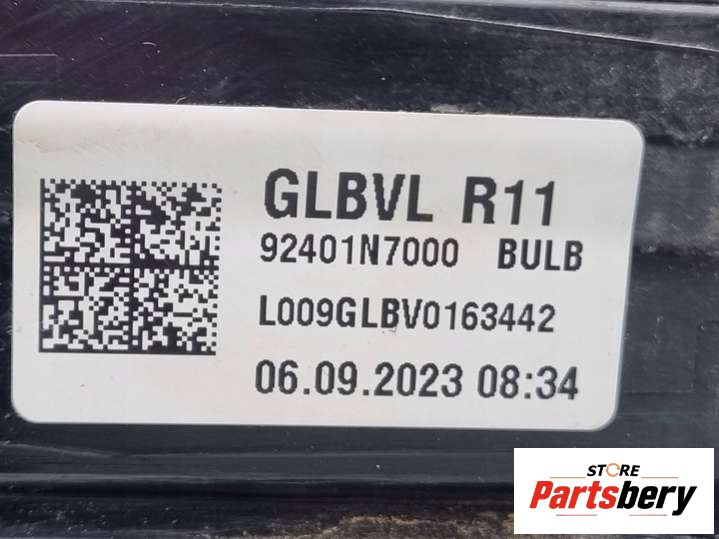 GLBVL R11
92401N7000 BULB
L009GLBV0163442
06.09.2023 08:34
STORE
Partsbery